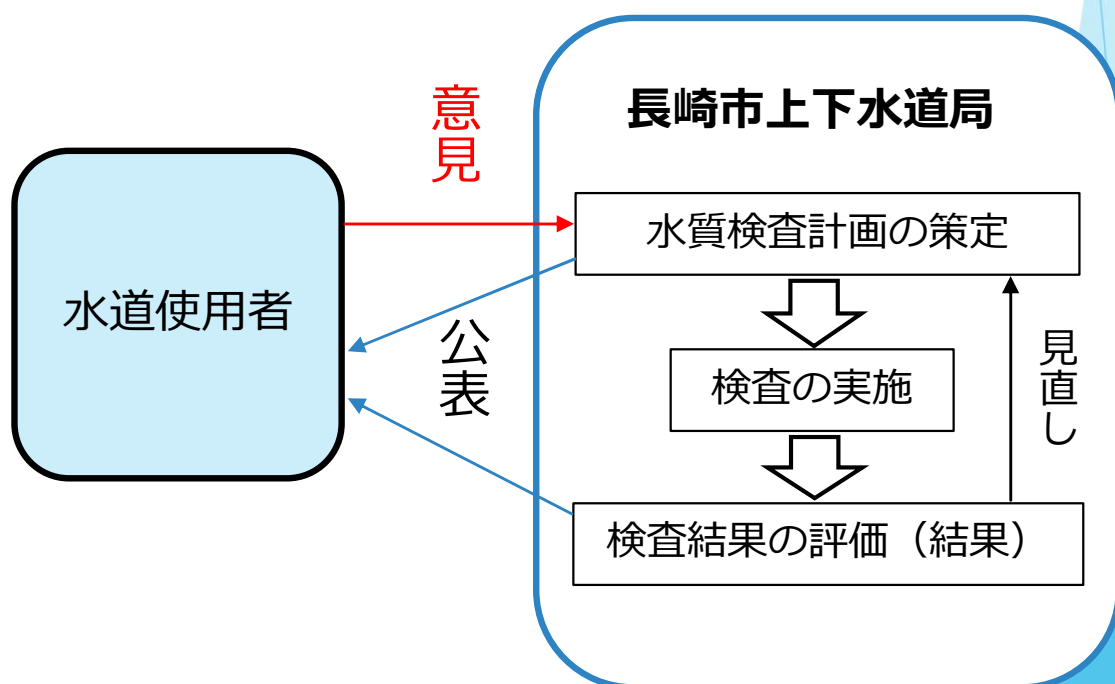 長崎市上下水道局
意見
水道使用者
公表
水質検査計画の策定
検査の実施
見直し
検査結果の評価（結果）